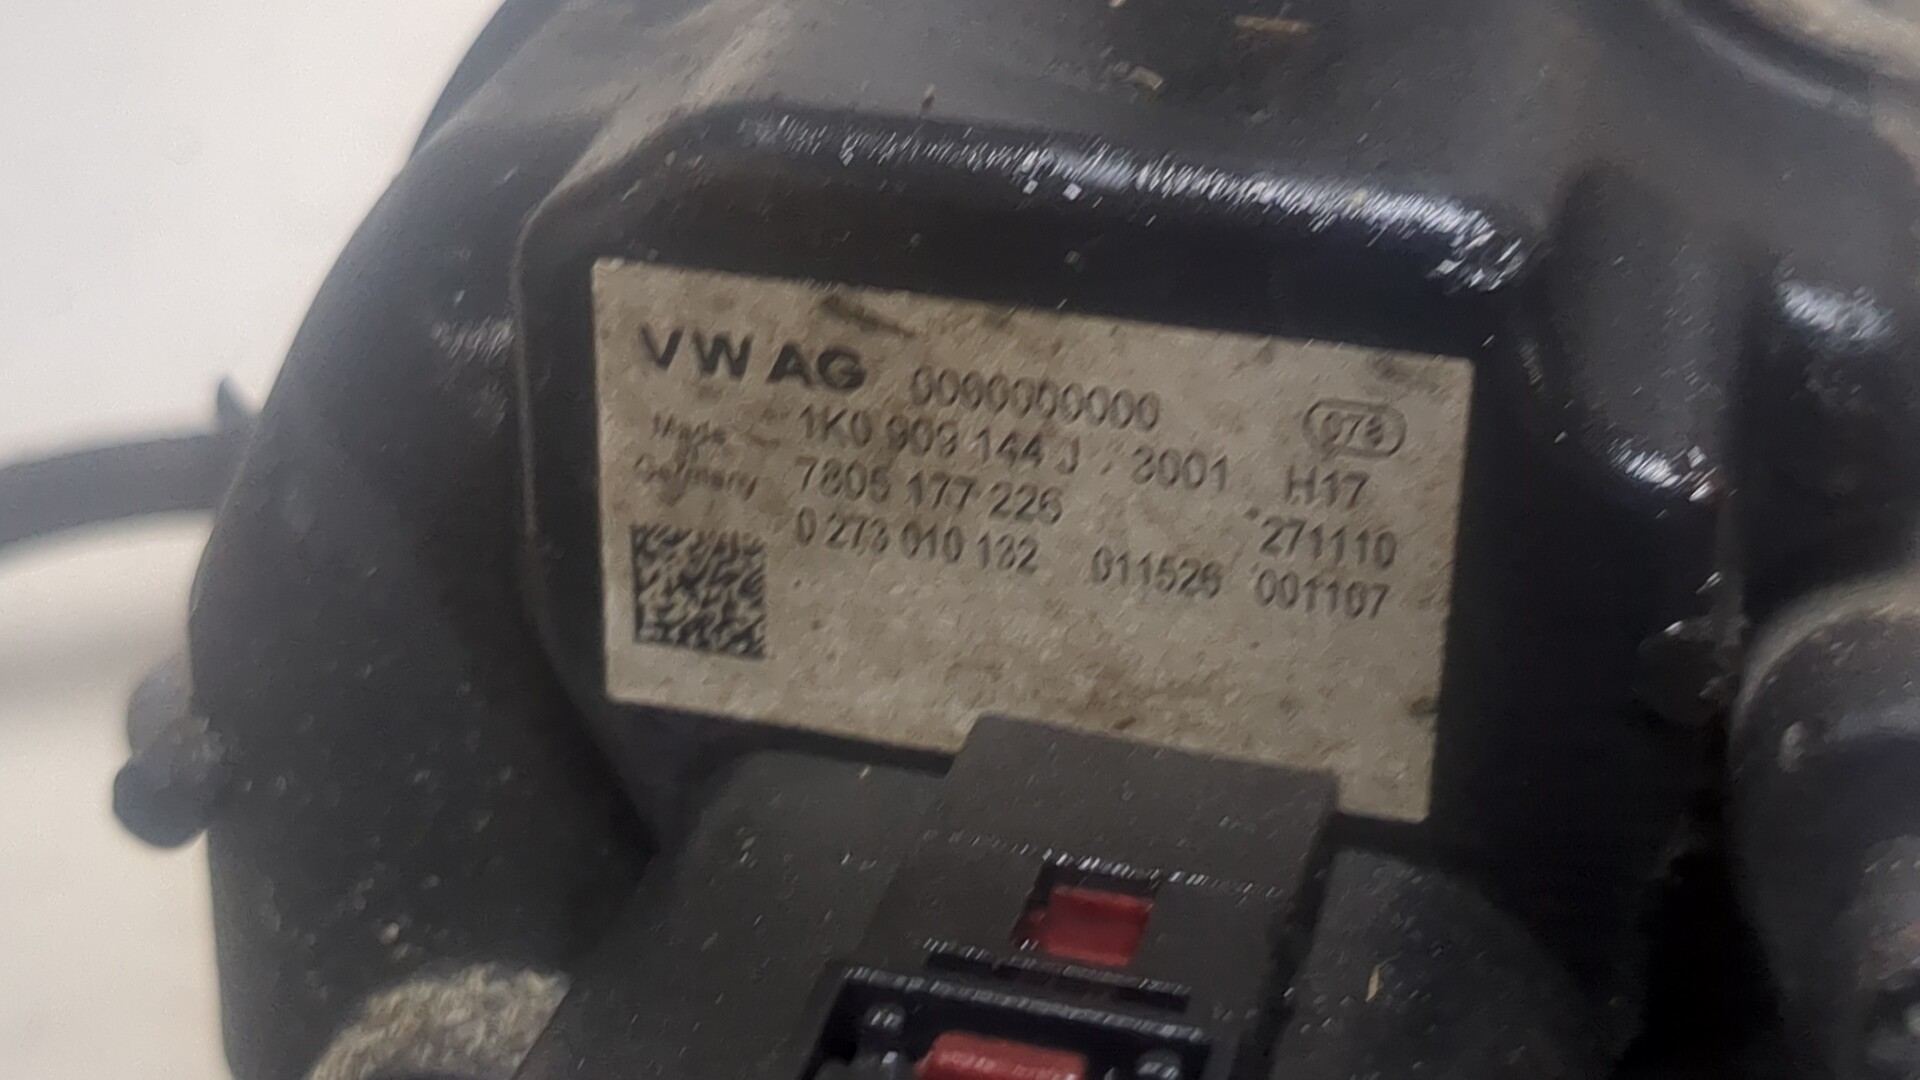 VW AG 0000000000
078
Made 1K0 909 144 J 3001 H17
Germany 7805 177 226 271110
0 273 010 132 011526 001107